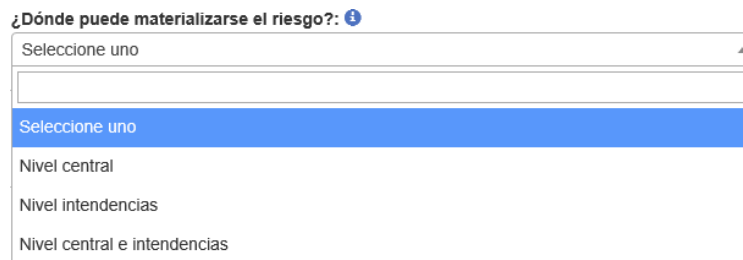 ¿Dónde puede materializarse el riesgo?:
Seleccione uno
Seleccione uno
Nivel central
Nivel intendencias
Nivel central e intendencias